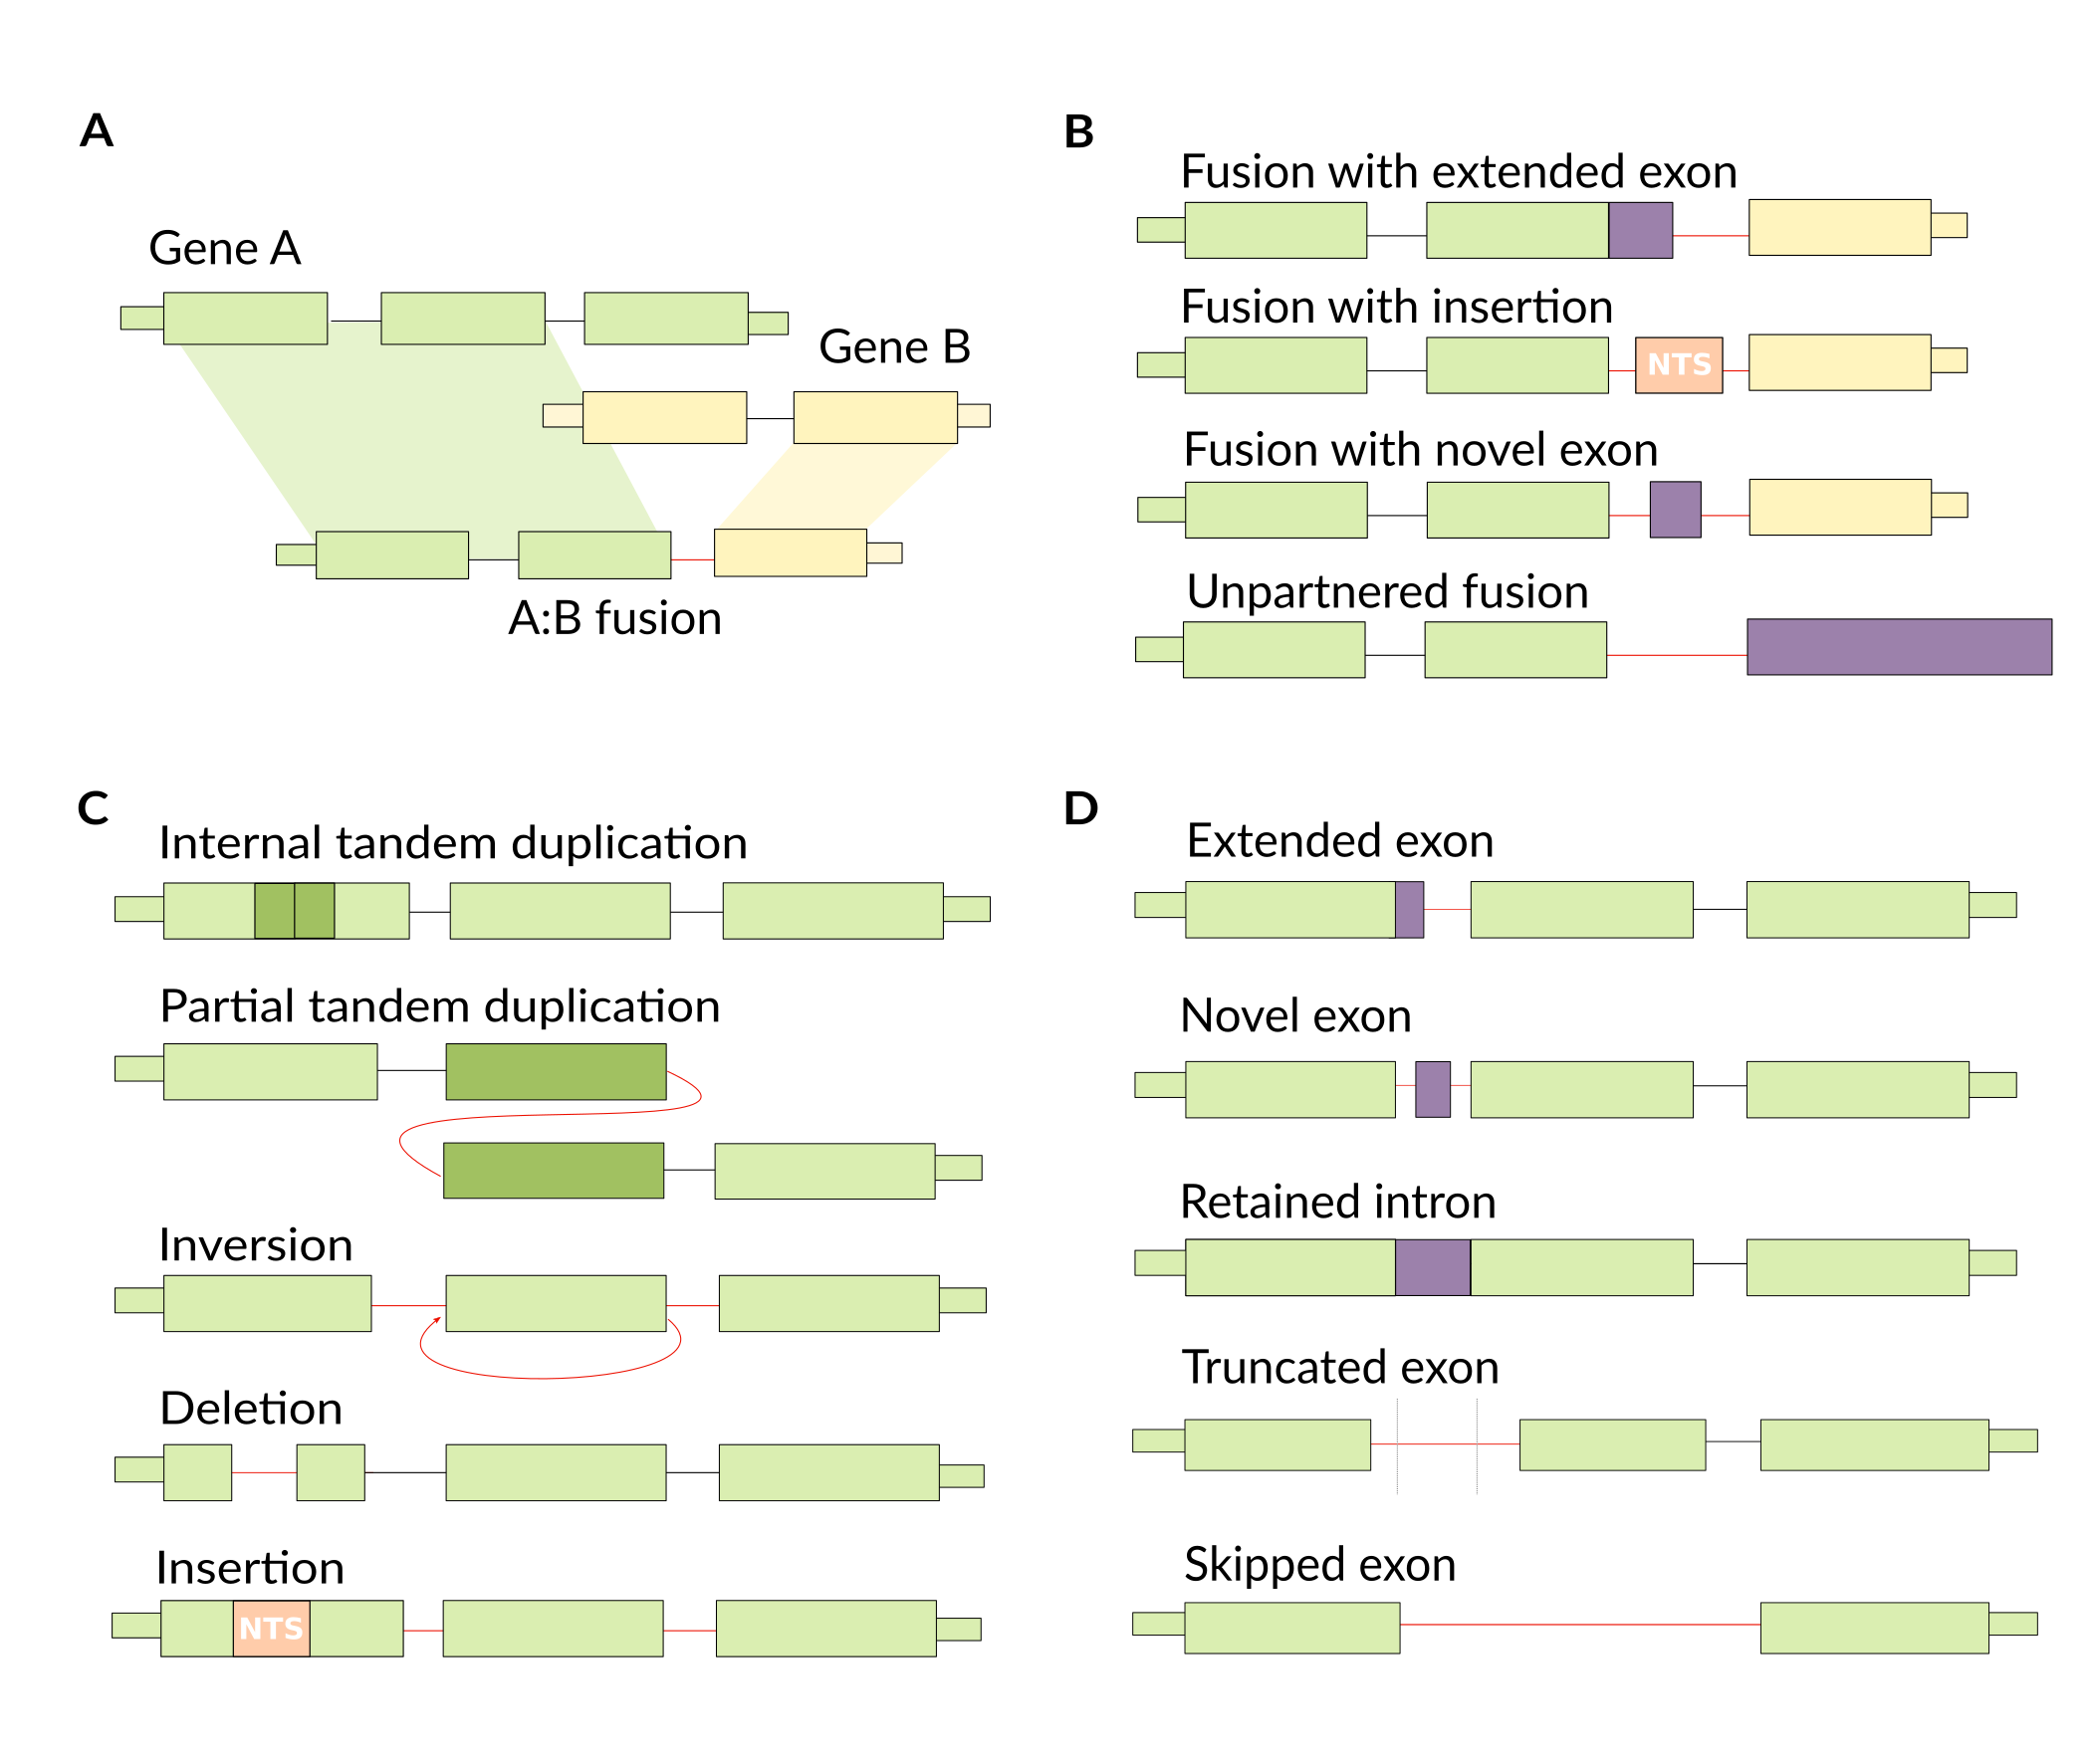 A
Gene A
Gene B
A:B fusion
B
Fusion with extended exon
Fusion with insertion
NTS
Fusion with novel exon
Unpartnered fusion
C
Internal tandem duplication
Partial tandem duplication
Inversion
Deletion
Insertion
NTS
D
Extended exon
Novel exon
Retained intron
Truncated exon
Skipped exon